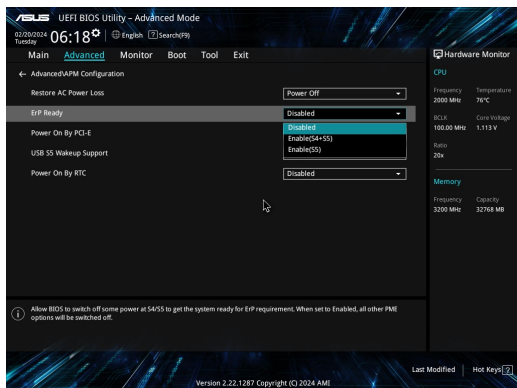 ASUS UEFI BIOS Utility – Advanced Mode
02/20/2024 Tuesday 06:18 English ? Search(F9)
Main Advanced Monitor Boot Tool Exit
← Advanced\APM Configuration
Restore AC Power Loss Power Off
ErP Ready Disabled
Disabled
Power On By PCI-E
Enable(S4+S5)
Enable(S5)
USB S5 Wakeup Support
Power On By RTC Disabled
Hardware Monitor
CPU
Frequency Temperature
2000 MHz 76°C
BCLK Core Voltage
100.00 MHz 1.113 V
Ratio
20x
Memory
Frequency Capacity
3200 MHz 32768 MB
Allow BIOS to switch off some power at S4/S5 to get the system ready for ErP requirement. When set to Enabled, all other PME
options will be switched off.
Last Modified Hot Keys ?
Version 2.22.1287 Copyright (C) 2024 AMI